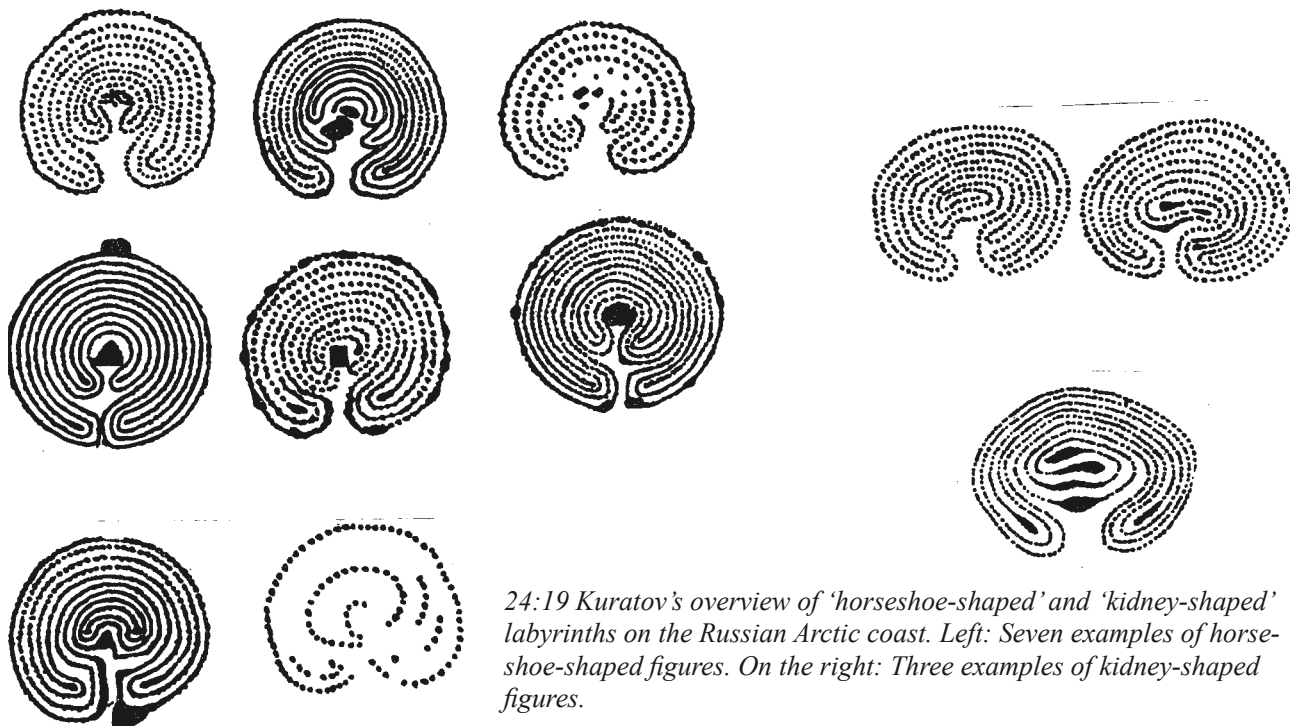 24:19 Kuratov’s overview of ‘horseshoe-shaped’ and ‘kidney-shaped’
labyrinths on the Russian Arctic coast. Left: Seven examples of horse-
shoe-shaped figures. On the right: Three examples of kidney-shaped
figures.